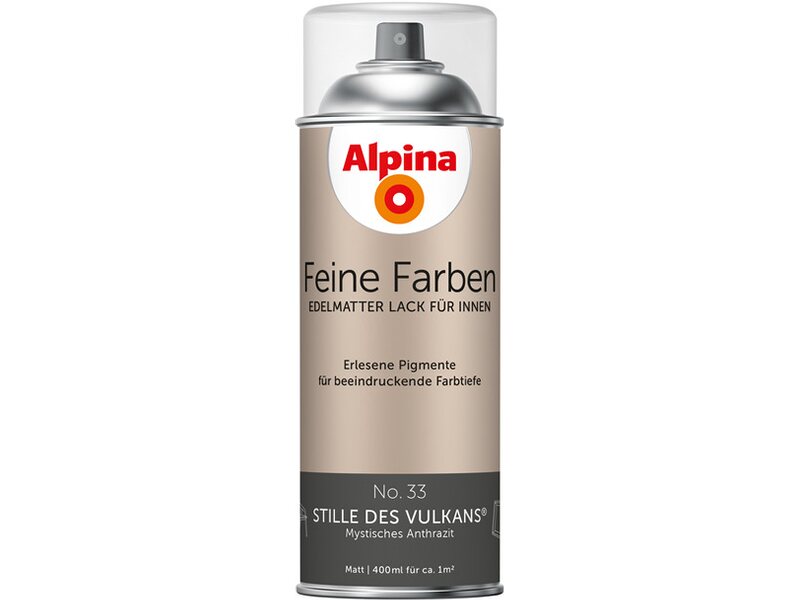 Alpina
Feine Farben
EDELMATTER LACK FÜR INNEN
Erlesene Pigmente
für beeindruckende Farbtiefe
No. 33
STILLE DES VULKANS®
Mystisches Anthrazit
Matt | 400ml für ca. 1m²